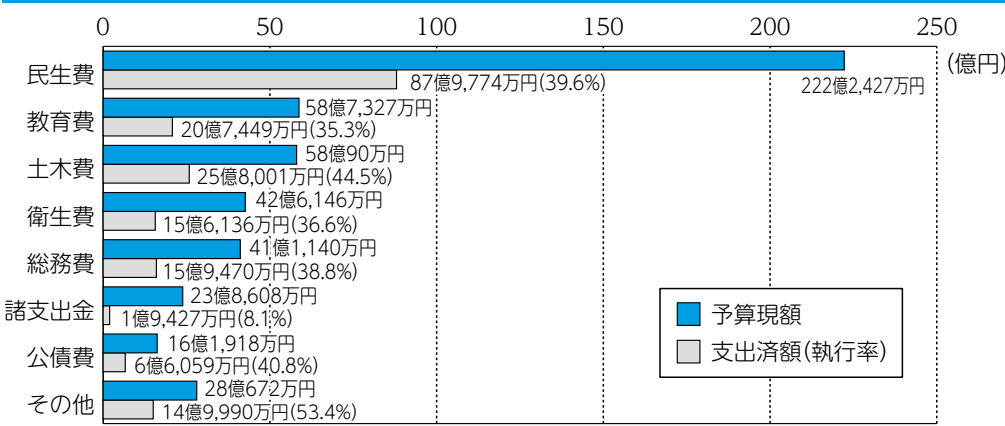 0 50 100 150 200 250
(億円)
民生費
222億2,427万円
87億9,774万円(39.6%)
教育費
58億7,327万円
20億7,449万円(35.3%)
土木費
58億90万円
25億8,001万円(44.5%)
衛生費
42億6,146万円
15億6,136万円(36.6%)
総務費
41億1,140万円
15億9,470万円(38.8%)
諸支出金
23億8,608万円
1億9,427万円(8.1%)
公債費
16億1,918万円
6億6,059万円(40.8%)
その他
28億672万円
14億9,990万円(53.4%)
予算現額
支出済額(執行率)